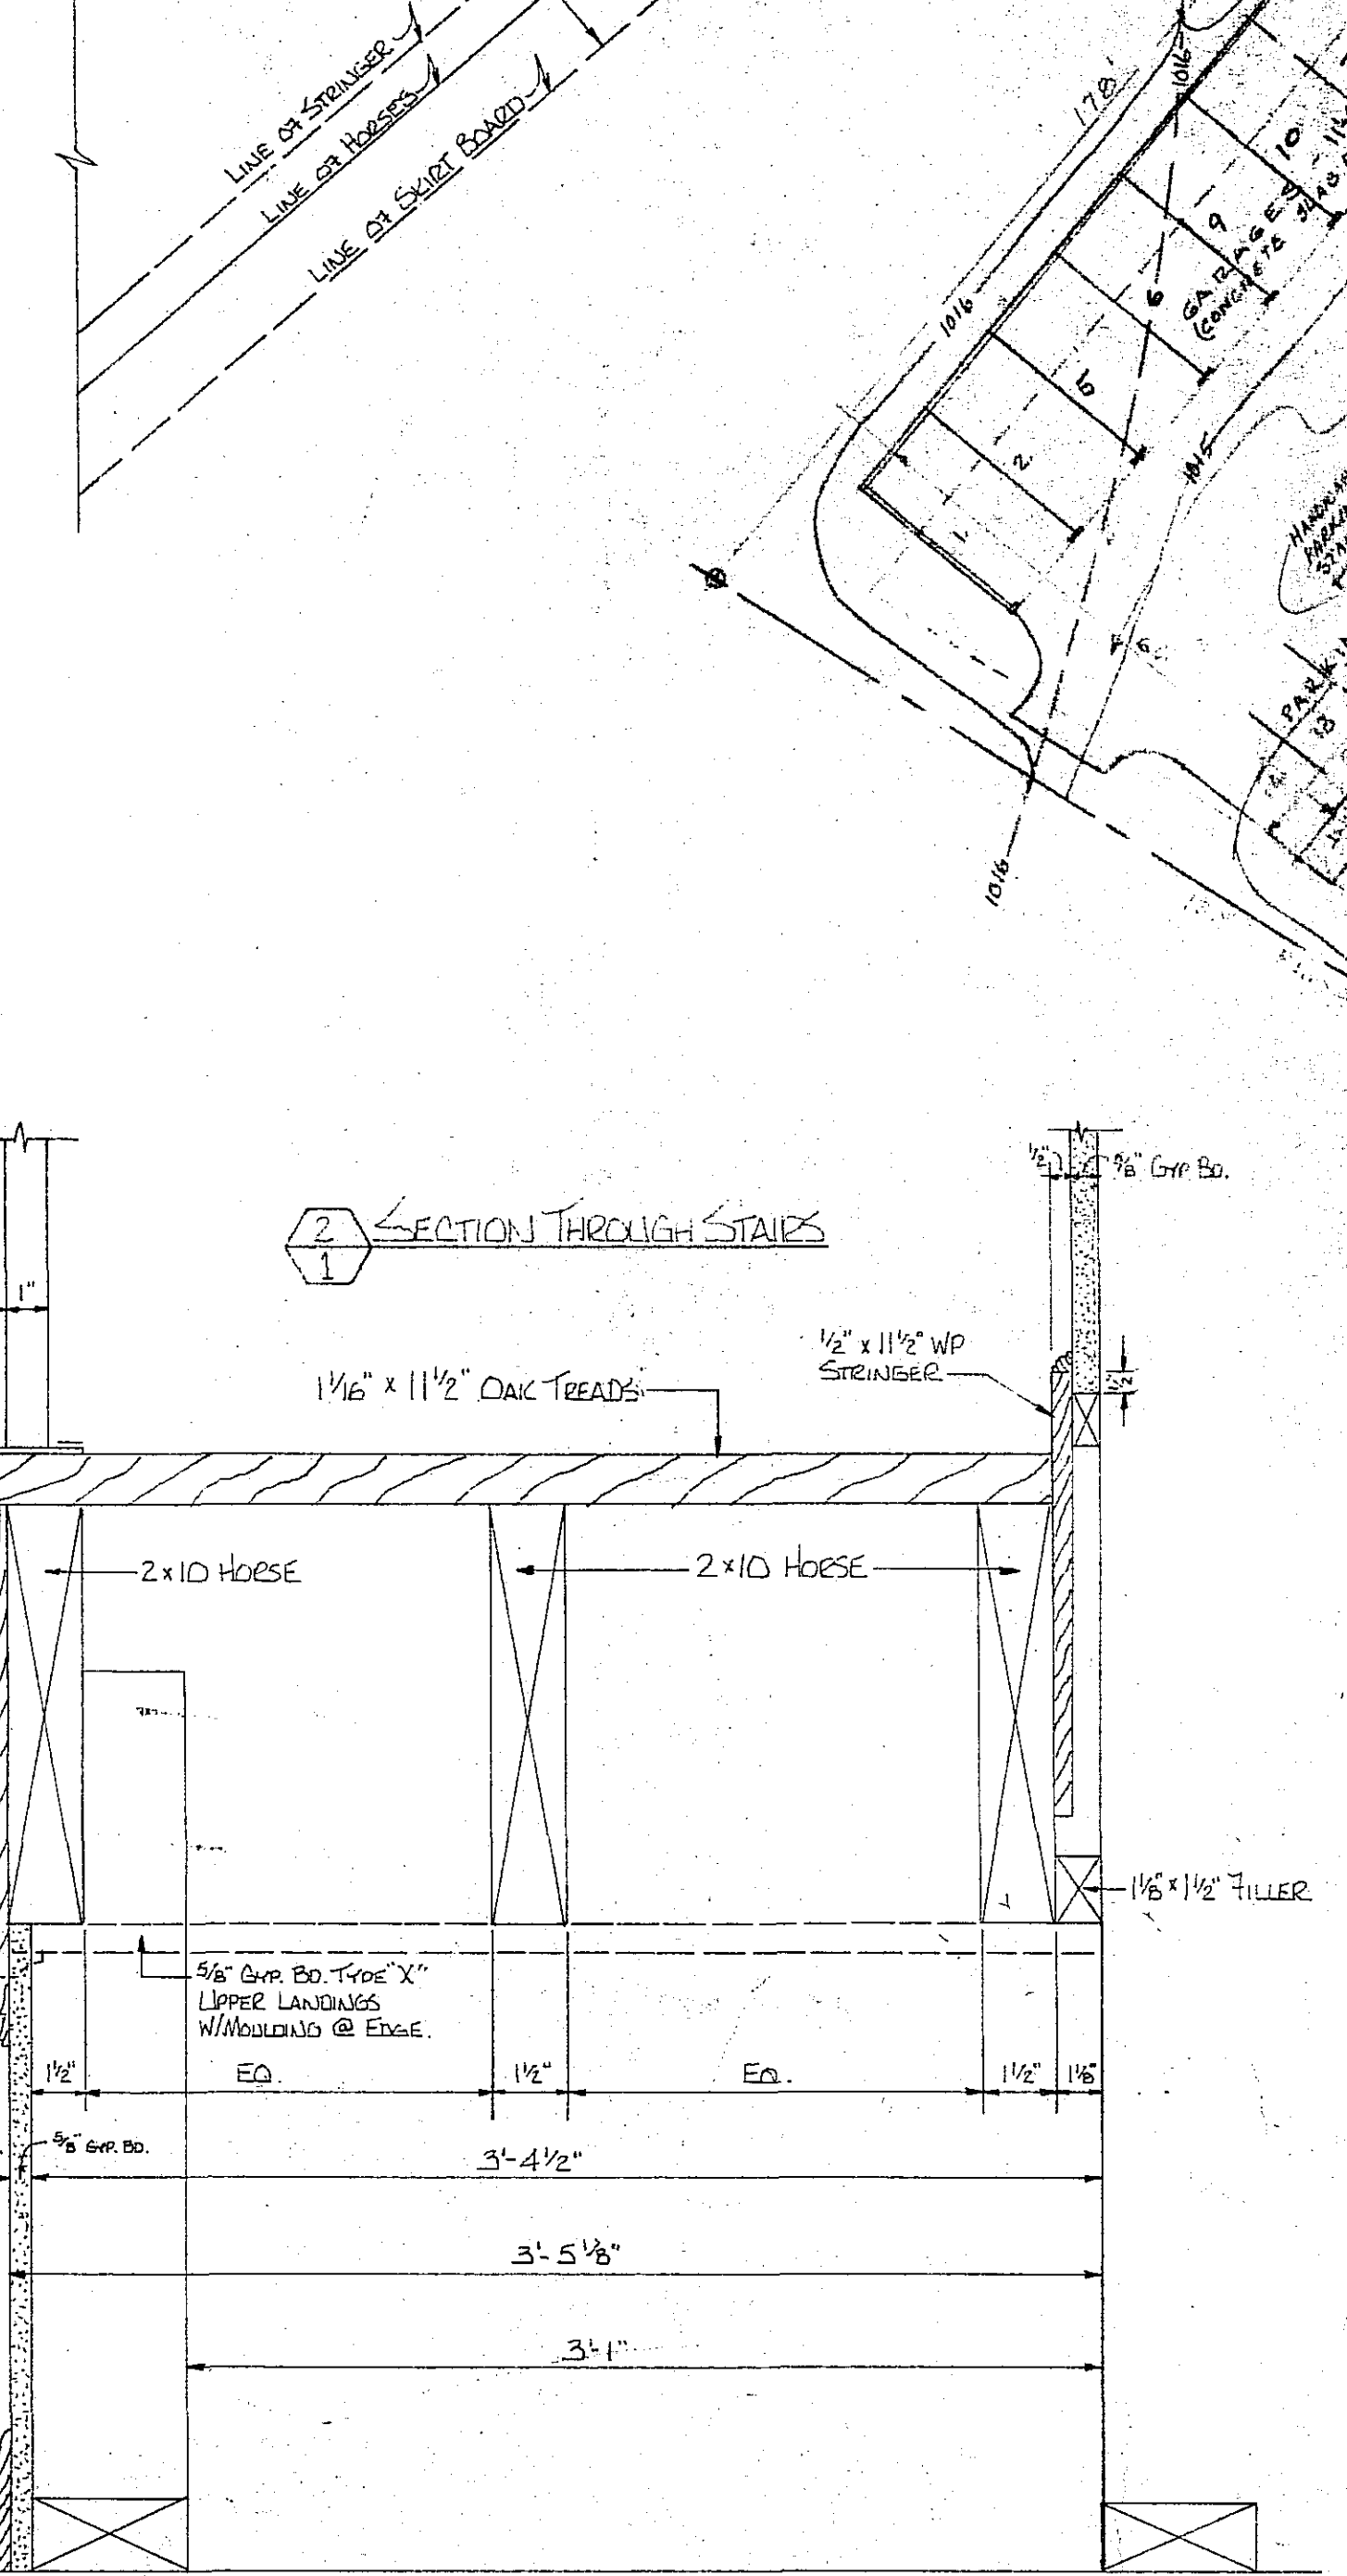 LINE OF STRINGER
LINE OF HORSES
LINE OF SKIRT BOARD
178'
1016
1016
10
9
6
5
2.
1.
GARAGES
(CONCRETE SLAB
1015
1016
2
1
SECTION THROUGH STAIRS
1/2"
5/8" GYP. BD.
1"
1/2" x 11 1/2" WP
STRINGER
1 1/16" x 11 1/2" OAK TREADS
1/2"
2x10 HORSE
2x10 HORSE
1 1/8" x 1 1/2" FILLER
5/8" GYP. BD. TYPE "X"
UPPER LANDINGS
W/MOULDING @ EDGE.
1 1/2"
EQ.
1 1/2"
EQ.
1 1/2"
1 1/8"
5/8" GYP. BD.
3'-4 1/2"
3'-5 1/8"
3'-1"